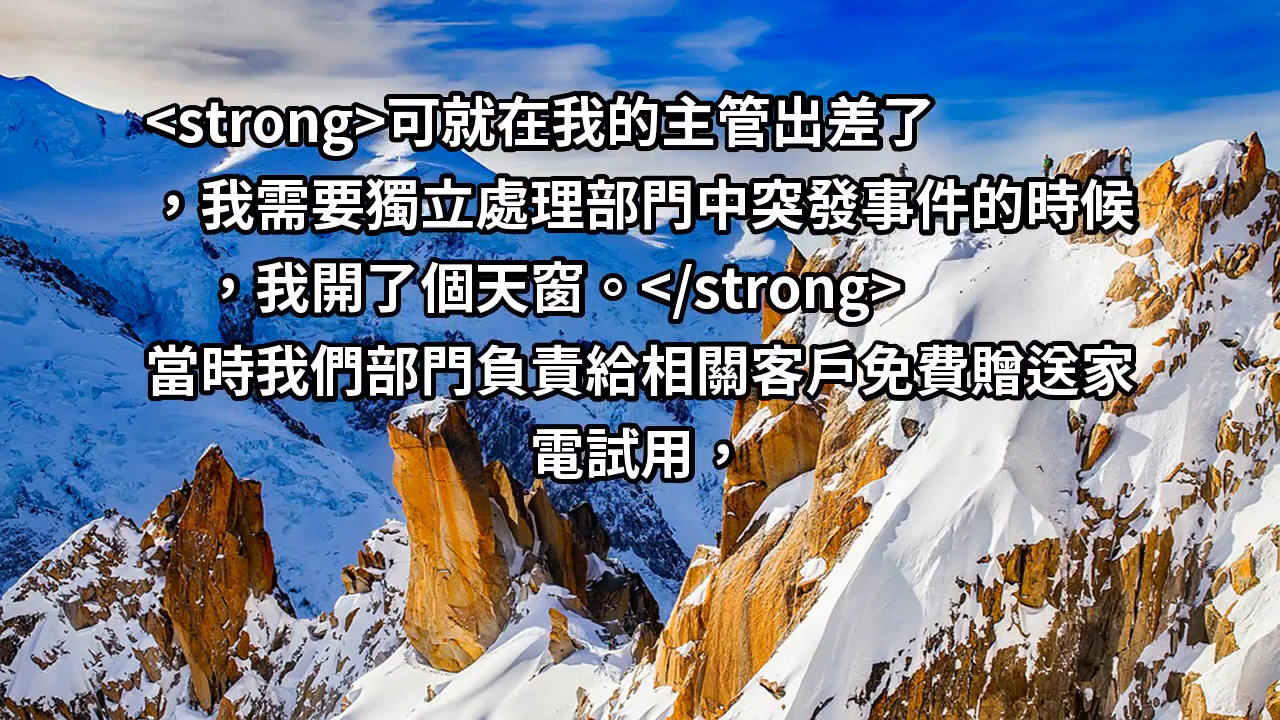 <strong>可就在我的主管出差了
，我需要獨立處理部門中突發事件的時候
，我開了個天窗。</strong>
當時我們部門負責給相關客戶免費贈送家
電試用，